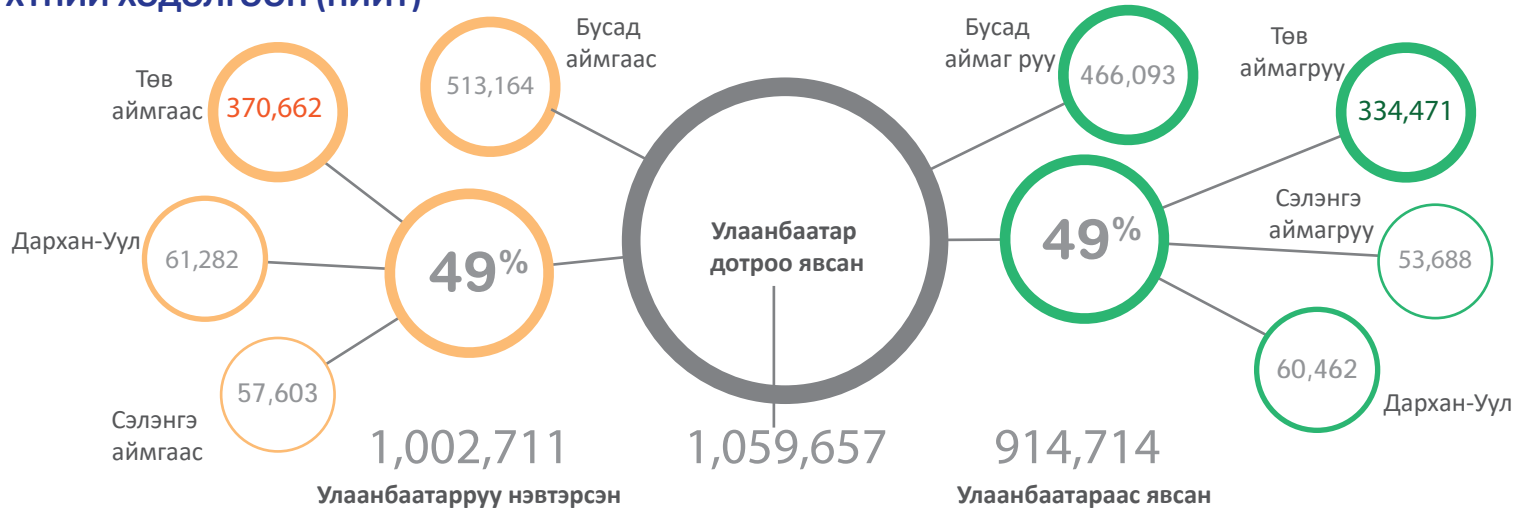 (НИЙТ)
Төв
аймгаас
370,662
Бусад
аймгаас
513,164
Дархан-Уул
61,282
49%
Сэлэнгэ
аймгаас
57,603
1,002,711
Улаанбаатарруу нэвтэрсэн
Улаанбаатар
дотроо явсан
1,059,657
Бусад
аймаг руу
466,093
Төв
аймагруу
334,471
49%
Сэлэнгэ
аймагруу
53,688
60,462
Дархан-Уул
914,714
Улаанбаатараас явсан